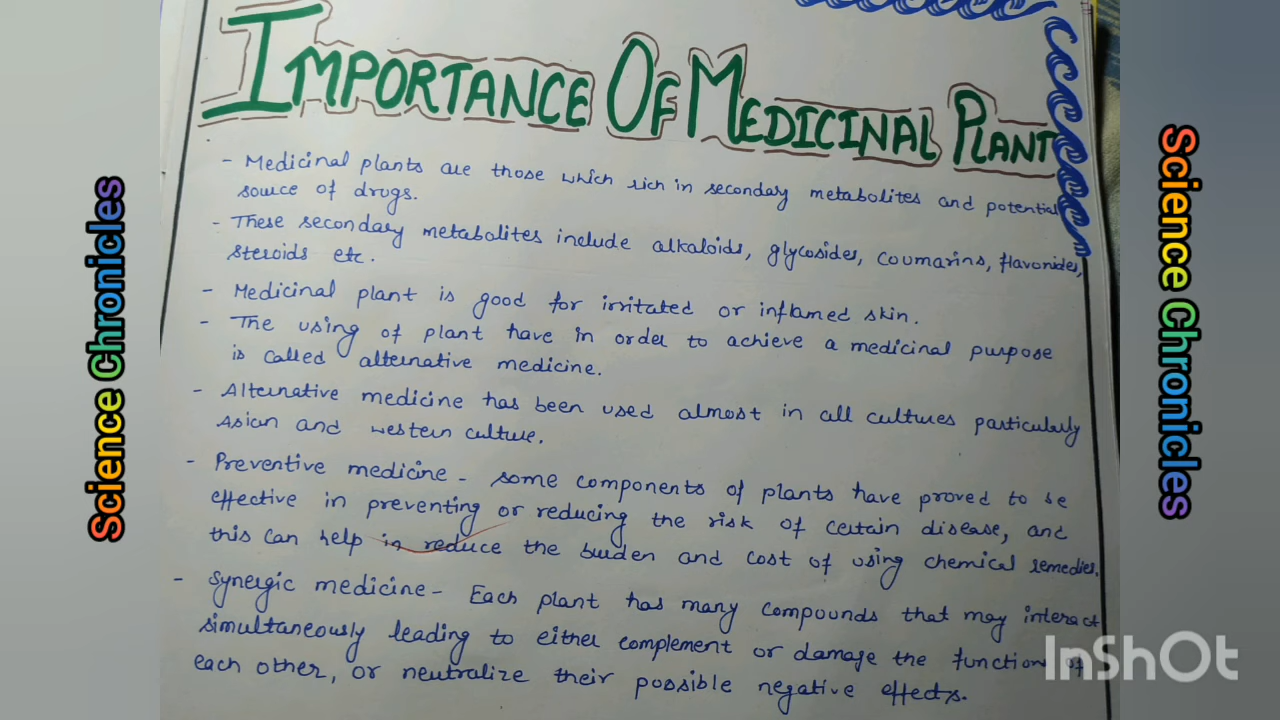 IMPORTANCE OF MEDICINAL PLANT
- Medicinal plants are those which rich in secondary metabolites and potential
source of drugs.
- These secondary metabolites include alkaloids, glycosides, coumarins, flavonides,
steroids etc.
- Medicinal plant is good for irritated or inflamed skin.
- The using of plant have in order to achieve a medicinal purpose
is called alternative medicine.
- Alternative medicine has been used almost in all cultures particularly
Asian and western culture.
- Preventive medicine - some components of plants have proved to be
effective in preventing or reducing the risk of certain disease, and
this can help in reduce the burden and cost of using chemical remedies.
- Synergic medicine - Each plant has many compounds that may interact
simultaneously leading to either complement or damage the function of
each other, or neutralize their possible negative effects.
Science Chronicles
Science Chronicles
InShOt